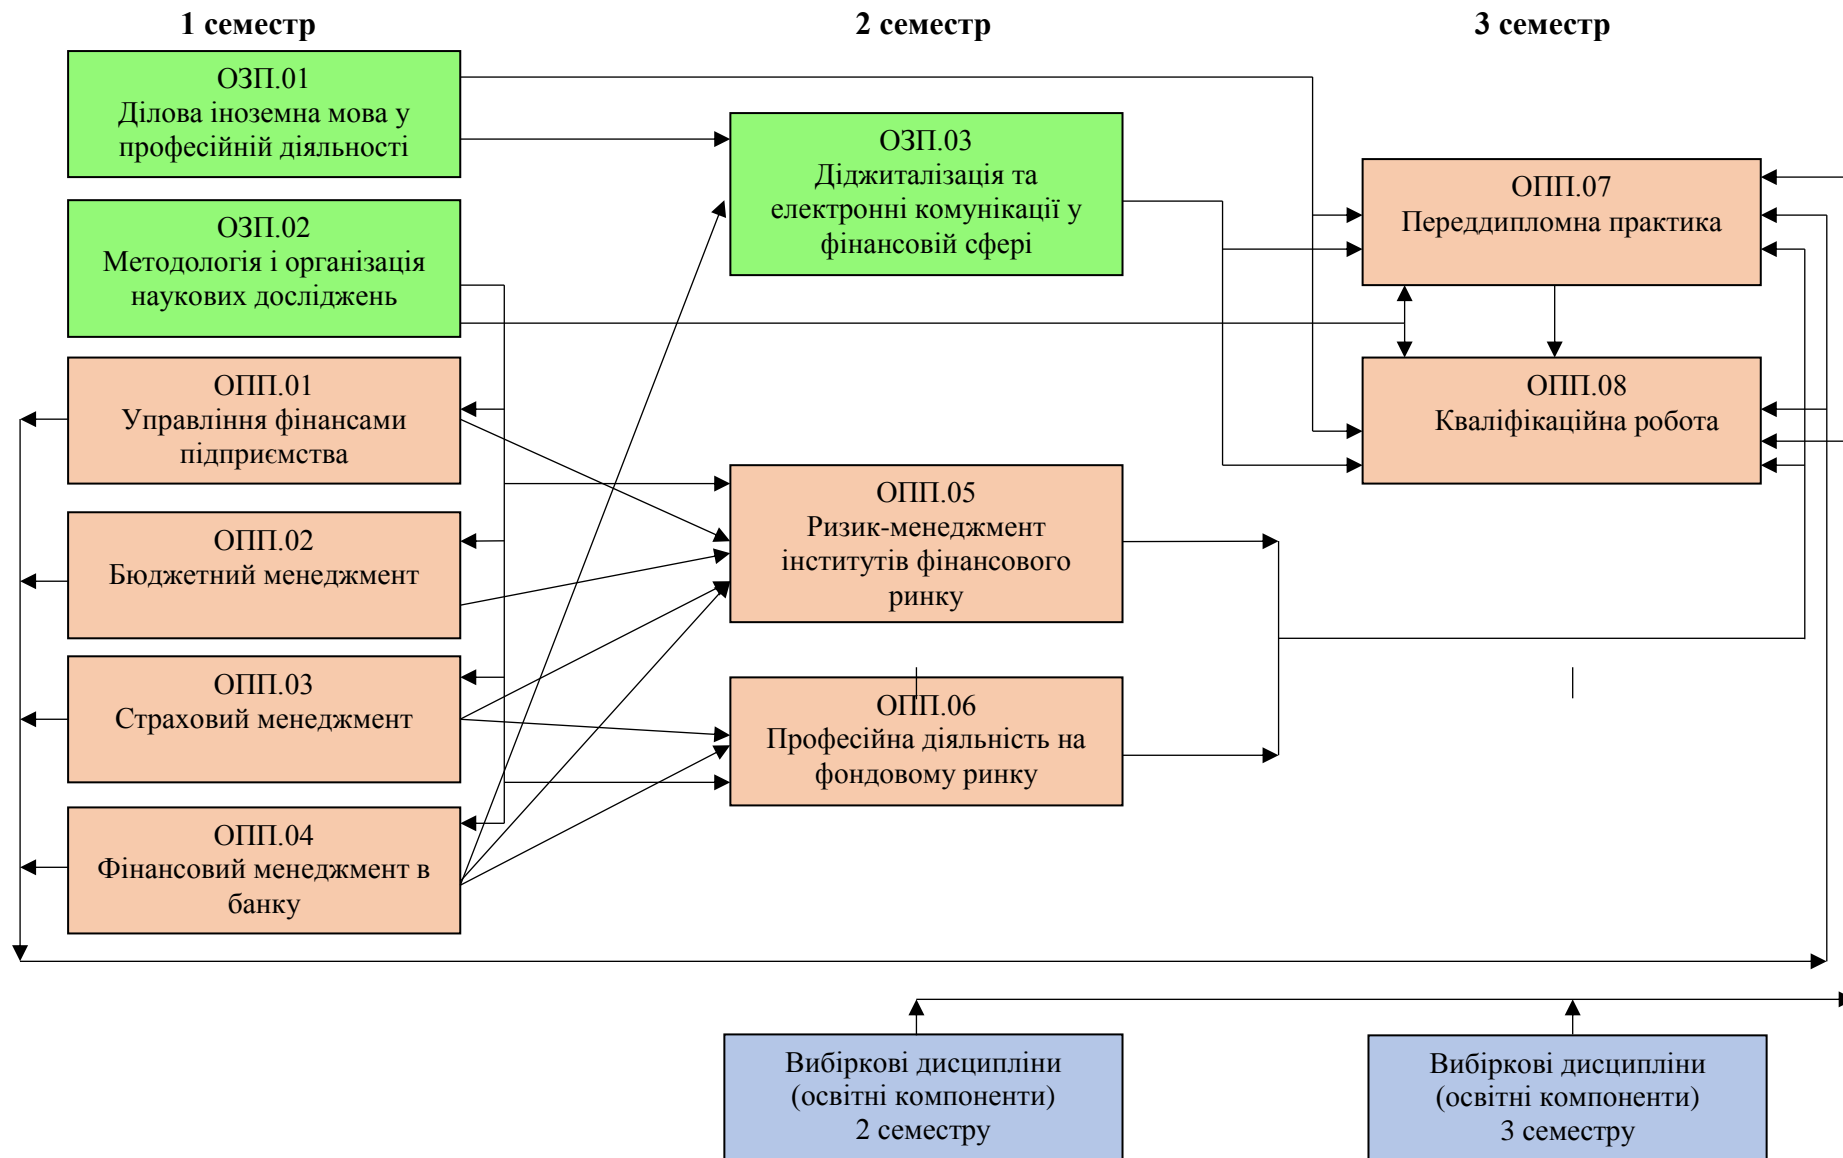 1 семестр
2 семестр
3 семестр
ОЗП.01
Ділова іноземна мова у
професійній діяльності
ОЗП.02
Методологія і організація
наукових досліджень
ОПП.01
Управління фінансами
підприємства
ОПП.02
Бюджетний менеджмент
ОПП.03
Страховий менеджмент
ОПП.04
Фінансовий менеджмент в
банку
ОЗП.03
Діджиталізація та
електронні комунікації у
фінансовій сфері
ОПП.05
Ризик-менеджмент
інститутів фінансового
ринку
ОПП.06
Професійна діяльність на
фондовому ринку
ОПП.07
Переддипломна практика
ОПП.08
Кваліфікаційна робота
Вибіркові дисципліни
(освітні компоненти)
2 семестру
Вибіркові дисципліни
(освітні компоненти)
3 семестру